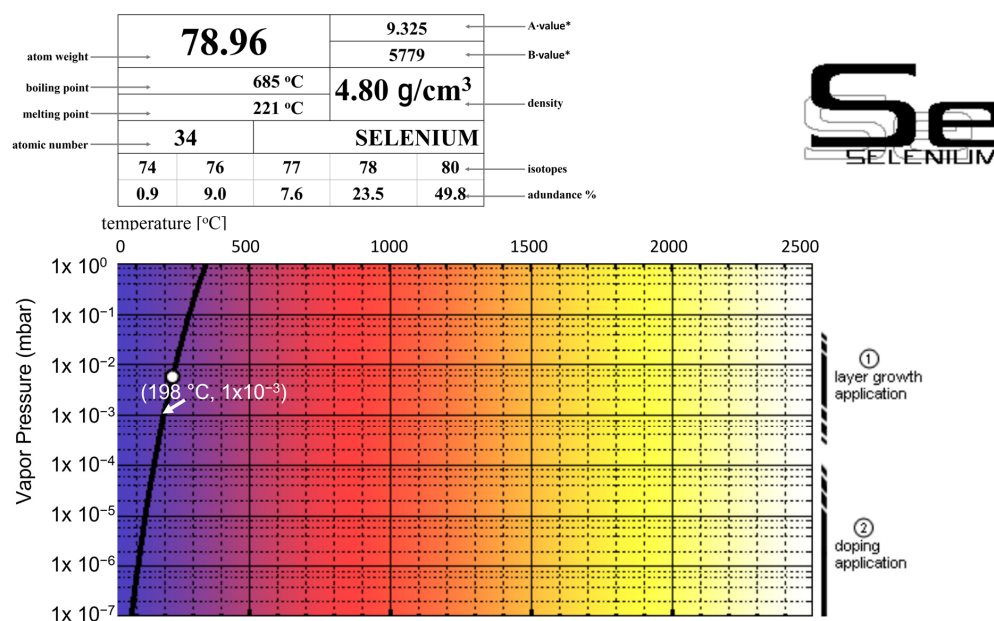 78.96
9.325
A-value*
atom weight
5779
B-value*
boiling point
685 °C
4.80 g/cm³
density
melting point
221 °C
atomic number
34
SELENIUM
74 76 77 78 80
isotopes
0.9 9.0 7.6 23.5 49.8
adundance %
Se
SELENIUM
temperature [°C]
0 500 1000 1500 2000 2500
Vapor Pressure (mbar)
1x 10⁰
1x 10⁻¹
1x 10⁻²
1x 10⁻³
1x 10⁻⁴
1x 10⁻⁵
1x 10⁻⁶
1x 10⁻⁷
(198 °C, 1x10⁻³)
①
layer growth
application
②
doping
application